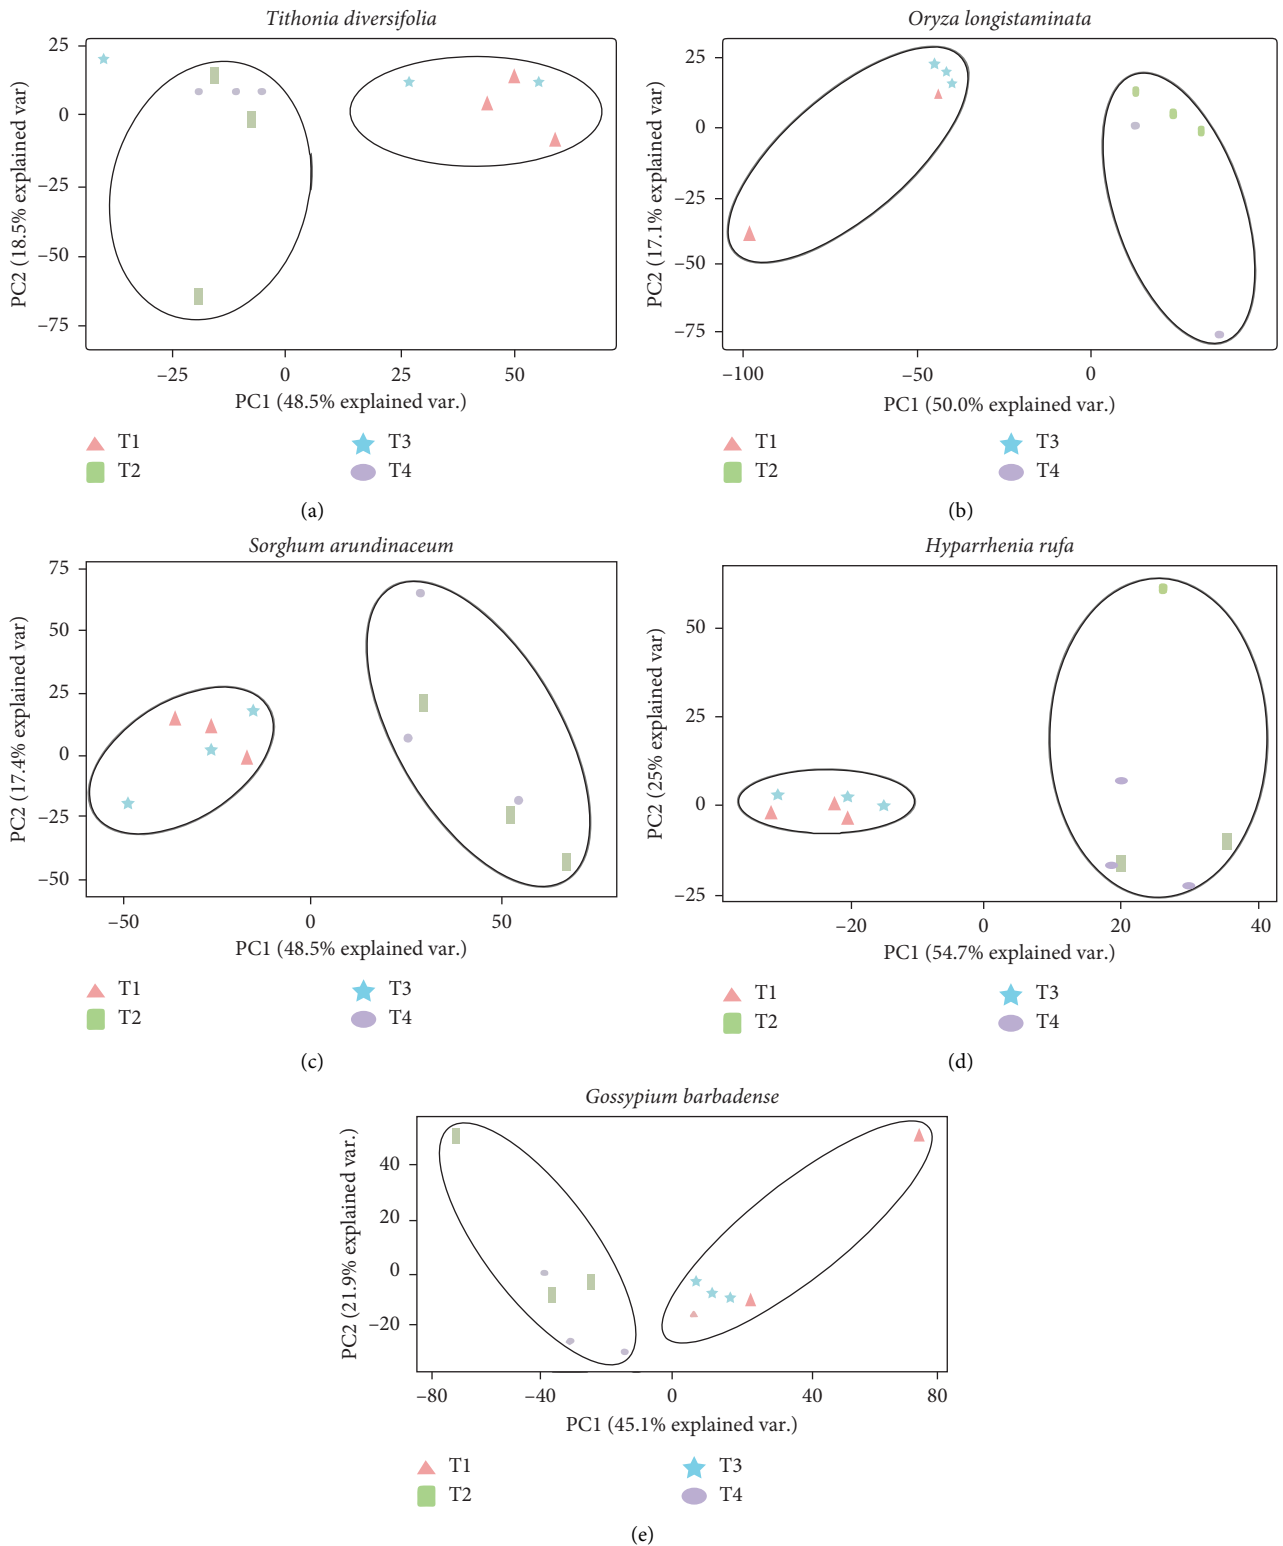 Tithonia diversifolia
25
0
−25
−50
−75
PC2 (18.5% explained var)
−25 0 25 50
PC1 (48.5% explained var.)
T1 T3
T2 T4
(a)
Oryza longistaminata
25
0
−25
−50
−75
PC2 (17.1% explained var)
−100 −50 0
PC1 (50.0% explained var.)
T1 T3
T2 T4
(b)
Sorghum arundinaceum
75
50
25
0
−25
−50
PC2 (17.4% explained var)
−50 0 50
PC1 (48.5% explained var.)
T1 T3
T2 T4
(c)
Hyparrhenia rufa
50
25
0
−25
PC2 (25% explained var)
−20 0 20 40
PC1 (54.7% explained var.)
T1 T3
T2 T4
(d)
Gossypium barbadense
40
20
0
−20
PC2 (21.9% explained var.)
−80 −40 0 40 80
PC1 (45.1% explained var.)
T1 T3
T2 T4
(e)